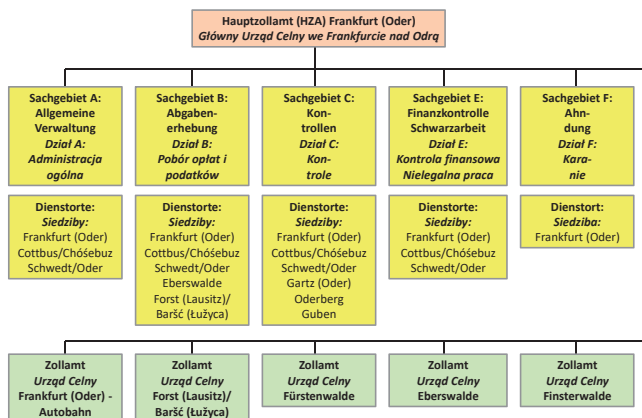 Hauptzollamt (HZA) Frankfurt (Oder)
Główny Urząd Celny we Frankfurcie nad Odrą
Sachgebiet A:
Allgemeine
Verwaltung
Dział A:
Administracja
ogólna
Sachgebiet B:
Abgaben-
erhebung
Dział B:
Pobór opłat i
podatków
Sachgebiet C:
Kon-
trollen
Dział C:
Kon-
trole
Sachgebiet E:
Finanzkontrolle
Schwarzarbeit
Dział E:
Kontrola finansowa
Nielegalna praca
Sachgebiet F:
Ahn-
dung
Dział F:
Kara-
nie
Dienstorte:
Siedziby:
Frankfurt (Oder)
Cottbus/Chóśebuz
Schwedt/Oder
Dienstorte:
Siedziby:
Frankfurt (Oder)
Cottbus/Chóśebuz
Schwedt/Oder
Eberswalde
Forst (Lausitz)/
Baršć (Łužyca)
Dienstorte:
Siedziby:
Frankfurt (Oder)
Cottbus/Chóśebuz
Schwedt/Oder
Gartz (Oder)
Oderberg
Guben
Dienstorte:
Siedziby:
Frankfurt (Oder)
Cottbus/Chóśebuz
Schwedt/Oder
Dienstort:
Siedziba:
Frankfurt (Oder)
Zollamt
Urząd Celny
Frankfurt (Oder) -
Autobahn
Zollamt
Urząd Celny
Forst (Lausitz)/
Baršć (Łužyca)
Zollamt
Urząd Celny
Fürstenwalde
Zollamt
Urząd Celny
Eberswalde
Zollamt
Urząd Celny
Finsterwalde